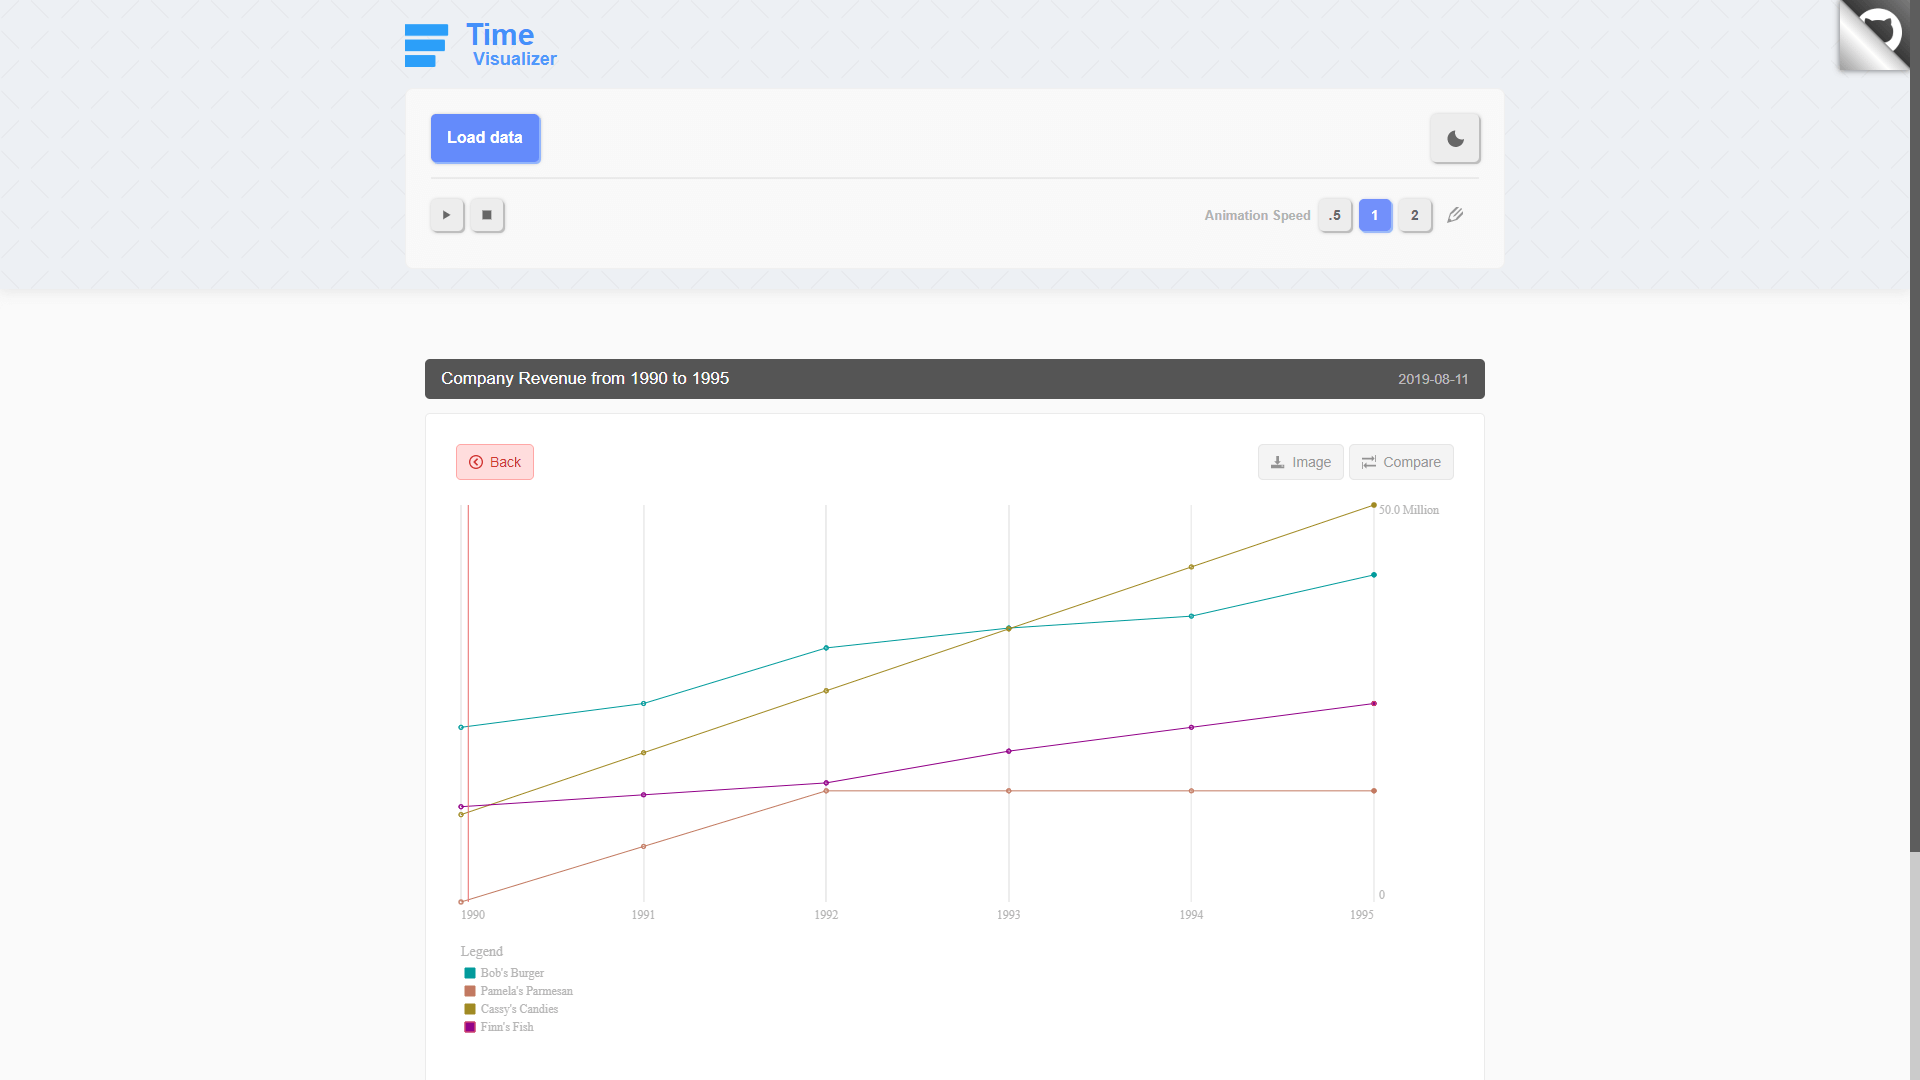 Time
Visualizer
Load data
Animation Speed .5 1 2
Company Revenue from 1990 to 1995 2019-08-11
Back Image Compare
50.0 Million
0
1990 1991 1992 1993 1994 1995
Legend
Bob's Burger
Pamela's Parmesan
Cassy's Candies
Finn's Fish